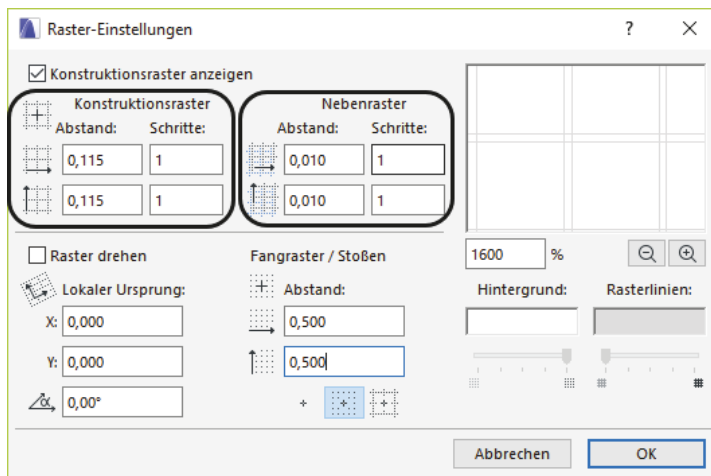 Raster-Einstellungen
?
Konstruktionsraster anzeigen
Konstruktionsraster
Abstand: Schritte:
0,115 1
0,115 1
Nebenraster
Abstand: Schritte:
0,010 1
0,010 1
1600 %
Hintergrund: Rasterlinien:
Raster drehen
Lokaler Ursprung:
X: 0,000
Y: 0,000
α 0,00°
Fangraster / Stoßen
Abstand:
0,500
0,500
Abbrechen OK